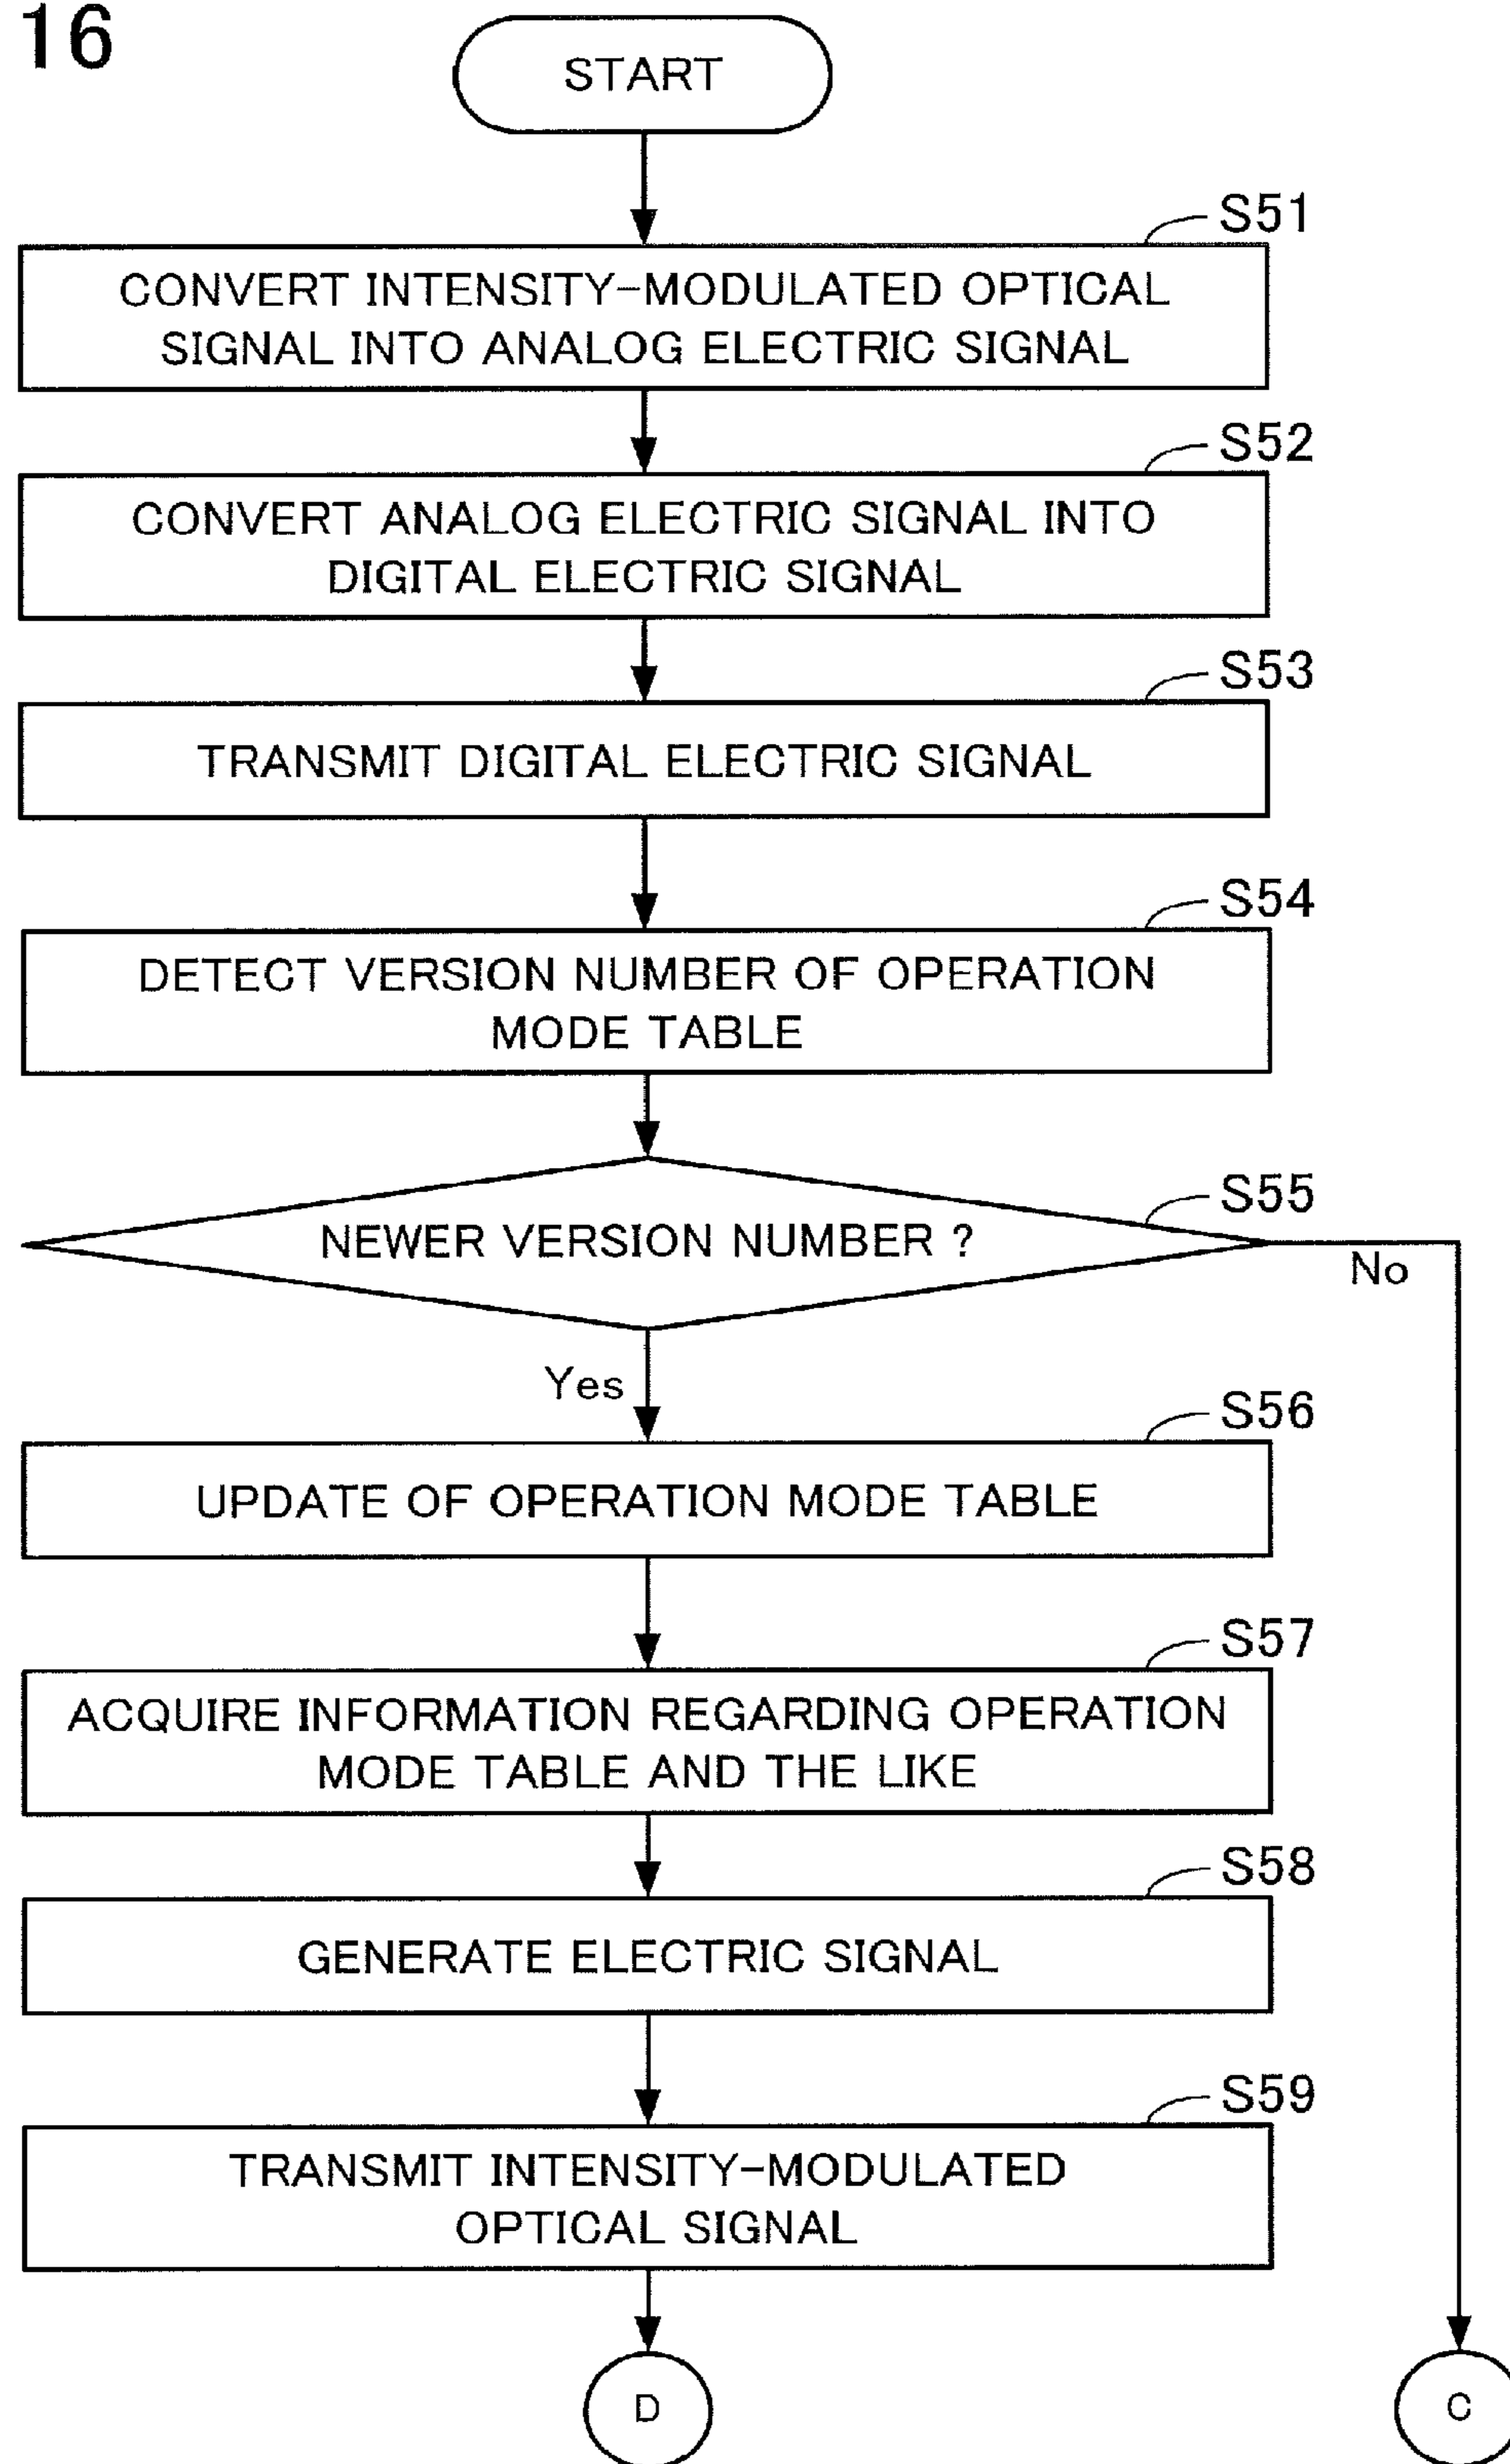 16
START
S51
CONVERT INTENSITY-MODULATED OPTICAL
SIGNAL INTO ANALOG ELECTRIC SIGNAL
S52
CONVERT ANALOG ELECTRIC SIGNAL INTO
DIGITAL ELECTRIC SIGNAL
S53
TRANSMIT DIGITAL ELECTRIC SIGNAL
S54
DETECT VERSION NUMBER OF OPERATION
MODE TABLE
S55
NEWER VERSION NUMBER ?
No
Yes
S56
UPDATE OF OPERATION MODE TABLE
S57
ACQUIRE INFORMATION REGARDING OPERATION
MODE TABLE AND THE LIKE
S58
GENERATE ELECTRIC SIGNAL
S59
TRANSMIT INTENSITY-MODULATED
OPTICAL SIGNAL
D
C